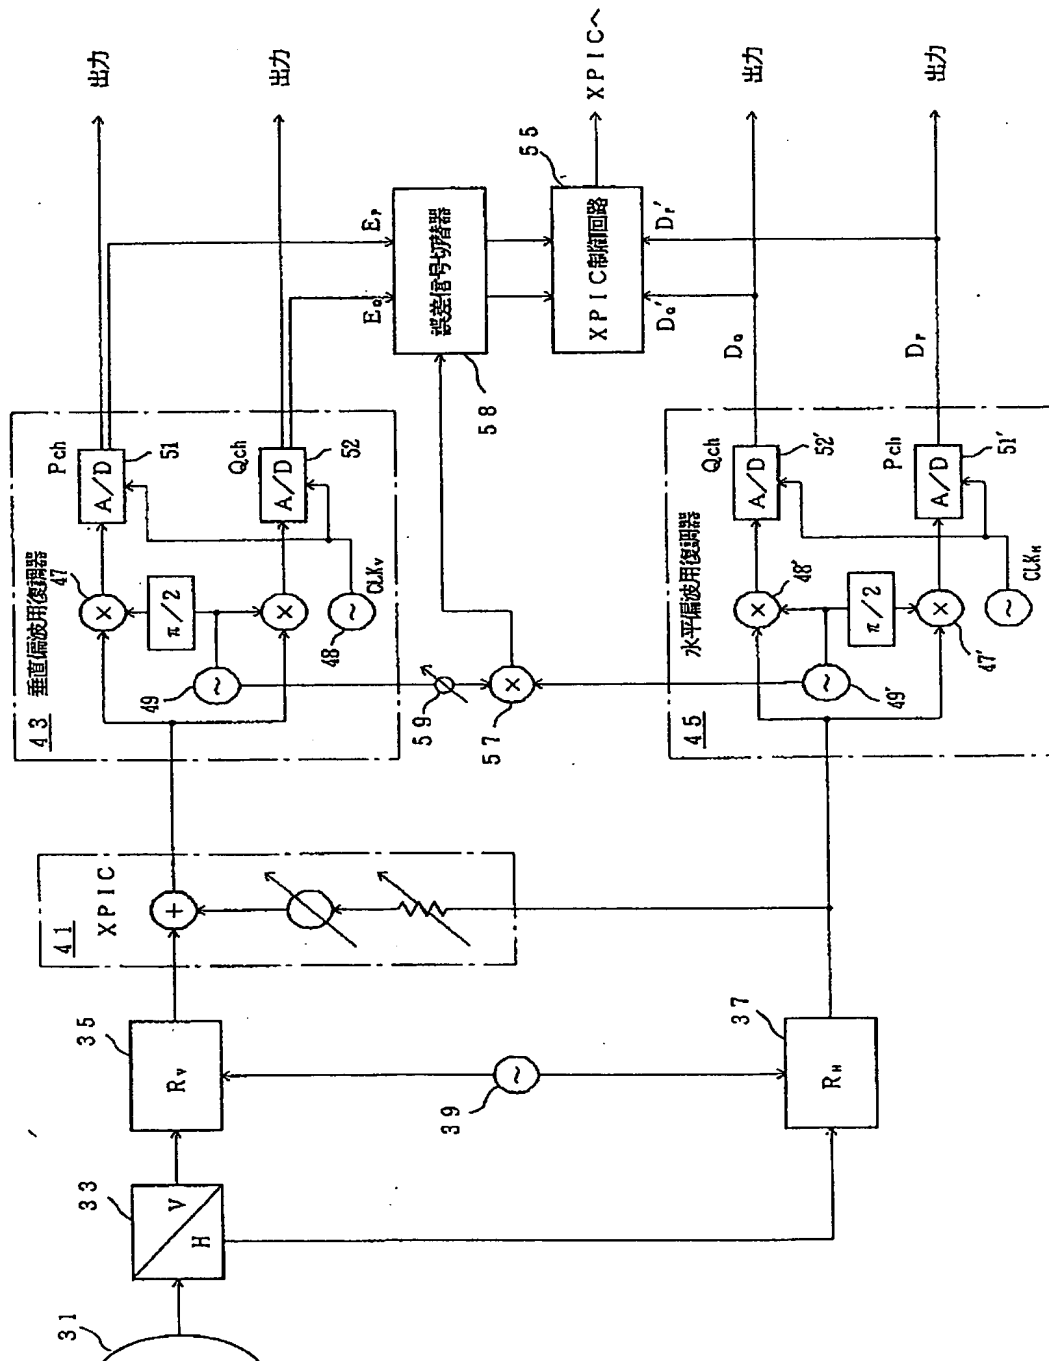 31
33
V
H
35
Rv
39
37
RH
41
XPIC
+
43
垂直偏波用復調器
47
×
π/2
×
49
~
48
~
CLKv
Pch
A/D
51
Qch
A/D
52
59
57
×
45
水平偏波用復調器
48'
×
π/2
×
47'
49'
~
~
CLKH
Qch
A/D
52'
Pch
A/D
51'
EP
EQ
誤差信号切替器
58
XPIC制御回路
55
XPICへ
DQ'
DP'
DQ
DP
出力
出力
出力
出力
~